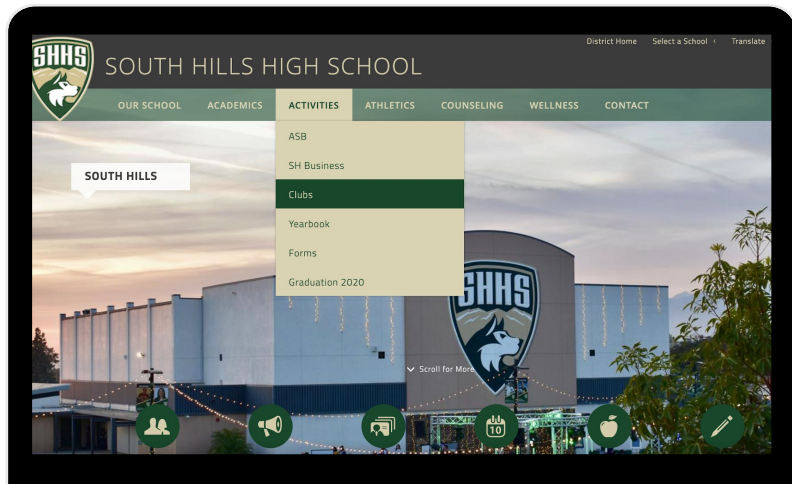 District Home Select a School Translate
SHHS
SOUTH HILLS HIGH SCHOOL
OUR SCHOOL ACADEMICS ACTIVITIES ATHLETICS COUNSELING WELLNESS CONTACT
ASB
SOUTH HILLS
SH Business
Clubs
Yearbook
Forms
Graduation 2020
SHHS
Scroll for More
10